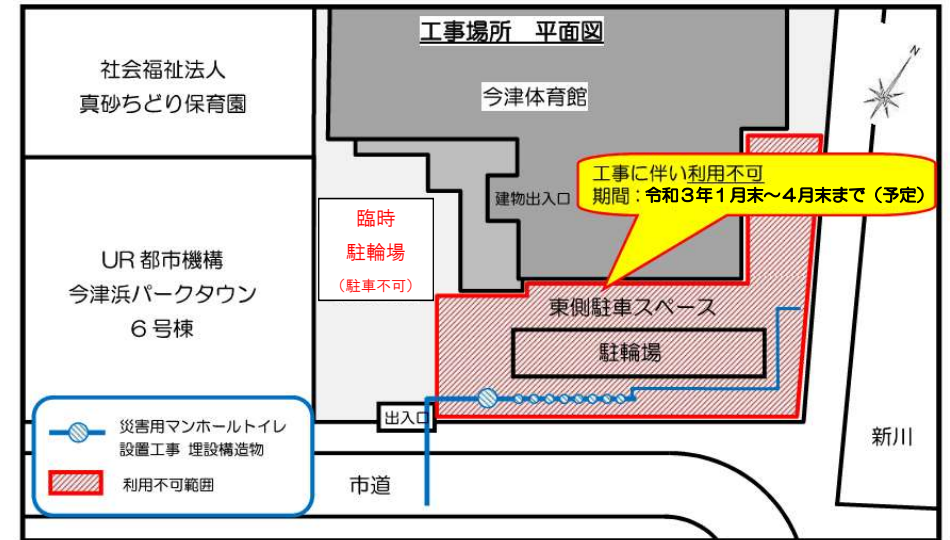 工事場所　平面図
社会福祉法人
真砂ちどり保育園
今津体育館
N
工事に伴い利用不可
期間：令和３年１月末～４月末まで（予定）
建物出入口
臨時
駐輪場
（駐車不可）
UR 都市機構
今津浜パークタウン
６号棟
東側駐車スペース
駐輪場
出入口
災害用マンホールトイレ
設置工事 埋設構造物
利用不可範囲
市道
新川